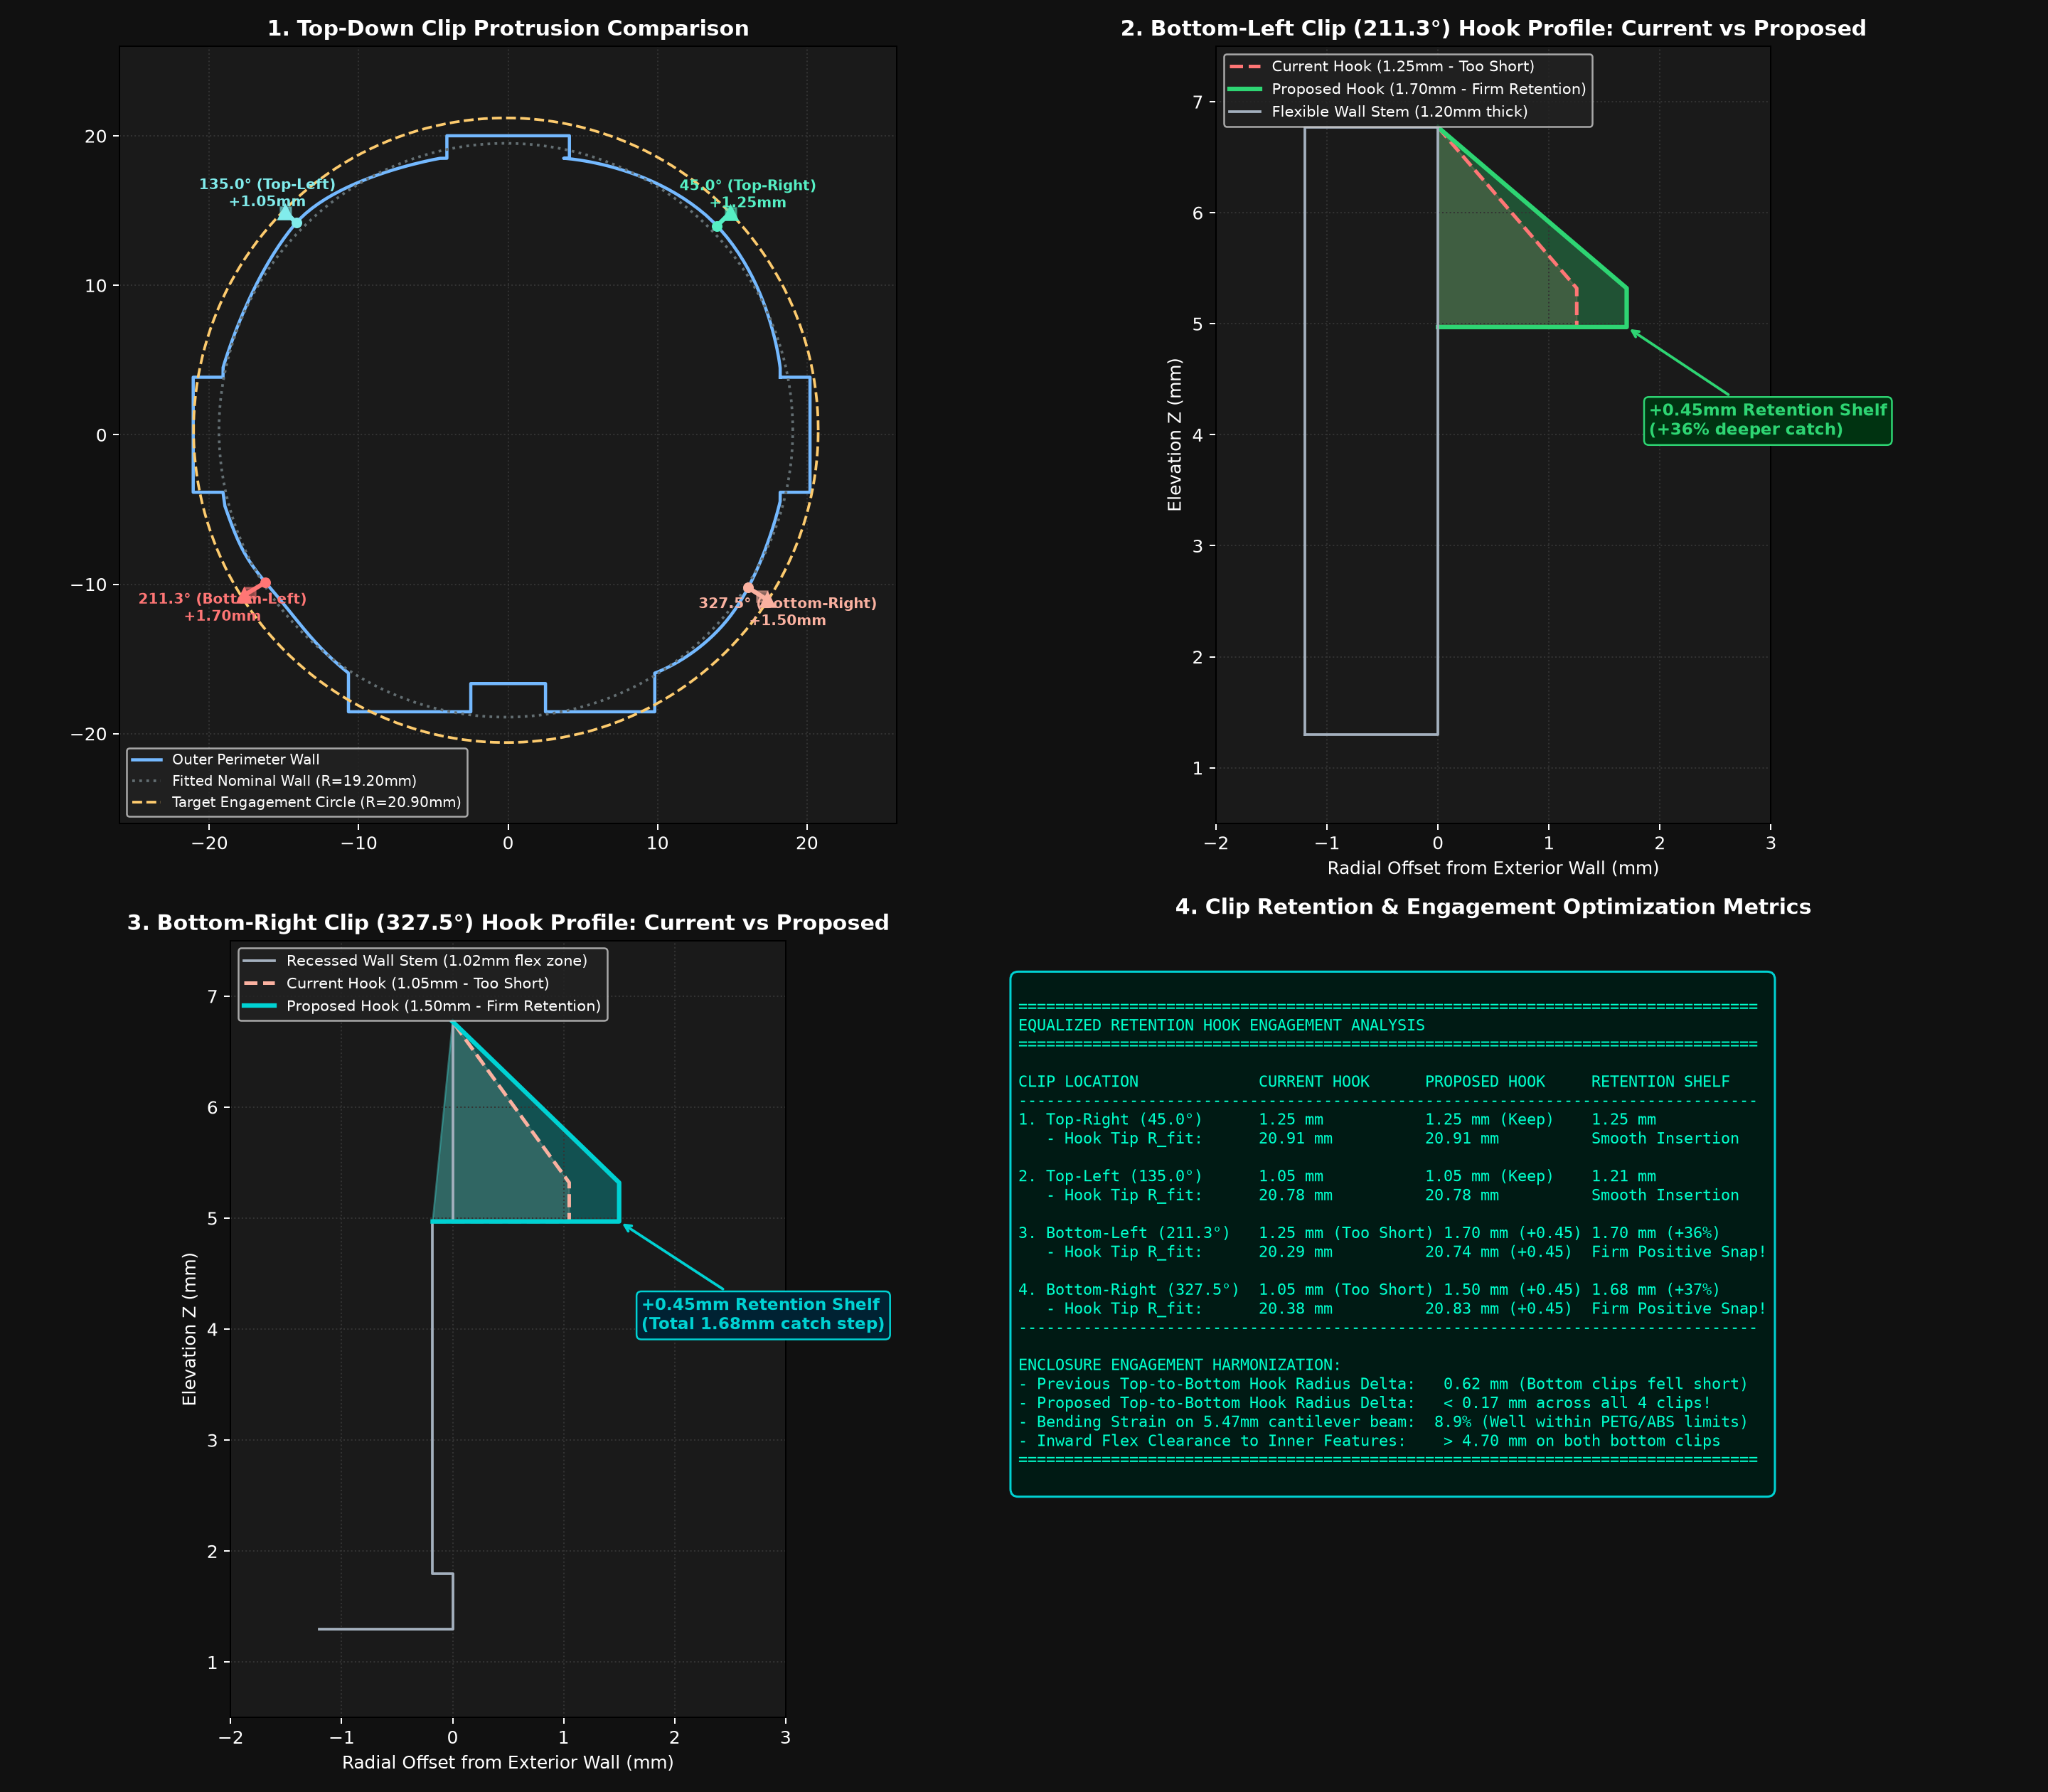 1. Top-Down Clip Protrusion Comparison
20
10
0
−10
−20
−20
−10
0
10
20
135.0° (Top-Left)
+1.05mm
45.0° (Top-Right)
+1.25mm
211.3° (Bottom-Left)
+1.70mm
327.5° (Bottom-Right)
+1.50mm
Outer Perimeter Wall
Fitted Nominal Wall (R=19.20mm)
Target Engagement Circle (R=20.90mm)
2. Bottom-Left Clip (211.3°) Hook Profile: Current vs Proposed
Current Hook (1.25mm - Too Short)
Proposed Hook (1.70mm - Firm Retention)
Flexible Wall Stem (1.20mm thick)
7
6
5
4
3
2
1
Elevation Z (mm)
+0.45mm Retention Shelf
(+36% deeper catch)
−2
−1
0
1
2
3
Radial Offset from Exterior Wall (mm)
3. Bottom-Right Clip (327.5°) Hook Profile: Current vs Proposed
Recessed Wall Stem (1.02mm flex zone)
Current Hook (1.05mm - Too Short)
Proposed Hook (1.50mm - Firm Retention)
7
6
5
4
3
2
1
Elevation Z (mm)
+0.45mm Retention Shelf
(Total 1.68mm catch step)
−2
−1
0
1
2
3
Radial Offset from Exterior Wall (mm)
4. Clip Retention & Engagement Optimization Metrics
================================================================================
EQUALIZED RETENTION HOOK ENGAGEMENT ANALYSIS
================================================================================
CLIP LOCATION             CURRENT HOOK      PROPOSED HOOK     RETENTION SHELF
--------------------------------------------------------------------------------
1. Top-Right (45.0°)      1.25 mm           1.25 mm (Keep)    1.25 mm
   - Hook Tip R_fit:      20.91 mm          20.91 mm          Smooth Insertion
2. Top-Left (135.0°)      1.05 mm           1.05 mm (Keep)    1.21 mm
   - Hook Tip R_fit:      20.78 mm          20.78 mm          Smooth Insertion
3. Bottom-Left (211.3°)   1.25 mm (Too Short) 1.70 mm (+0.45) 1.70 mm (+36%)
   - Hook Tip R_fit:      20.29 mm          20.74 mm (+0.45)  Firm Positive Snap!
4. Bottom-Right (327.5°)  1.05 mm (Too Short) 1.50 mm (+0.45) 1.68 mm (+37%)
   - Hook Tip R_fit:      20.38 mm          20.83 mm (+0.45)  Firm Positive Snap!
--------------------------------------------------------------------------------
ENCLOSURE ENGAGEMENT HARMONIZATION:
- Previous Top-to-Bottom Hook Radius Delta:   0.62 mm (Bottom clips fell short)
- Proposed Top-to-Bottom Hook Radius Delta:   < 0.17 mm across all 4 clips!
- Bending Strain on 5.47mm cantilever beam:  8.9% (Well within PETG/ABS limits)
- Inward Flex Clearance to Inner Features:    > 4.70 mm on both bottom clips
================================================================================